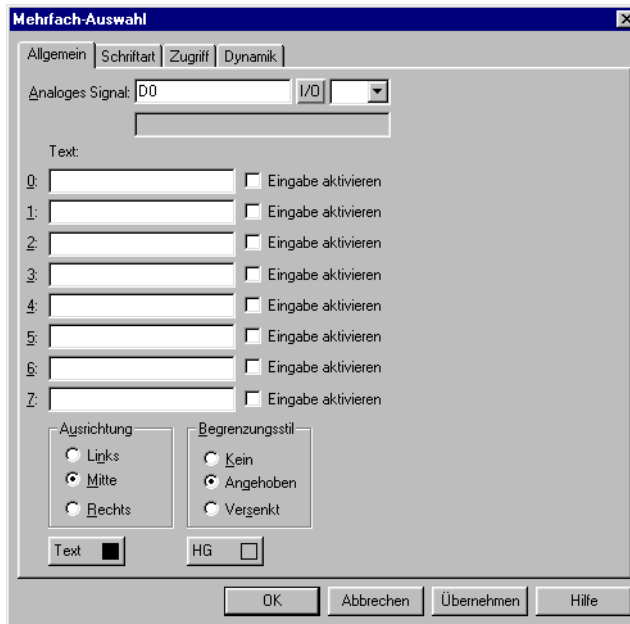 Mehrfach-Auswahl
Allgemein Schriftart Zugriff Dynamik
Analoges Signal: D0 I/O
Text:
0: Eingabe aktivieren
1: Eingabe aktivieren
2: Eingabe aktivieren
3: Eingabe aktivieren
4: Eingabe aktivieren
5: Eingabe aktivieren
6: Eingabe aktivieren
7: Eingabe aktivieren
Ausrichtung Begrenzungsstil
Links Kein
Mitte Angehoben
Rechts Versenkt
Text HG
OK Abbrechen Übernehmen Hilfe